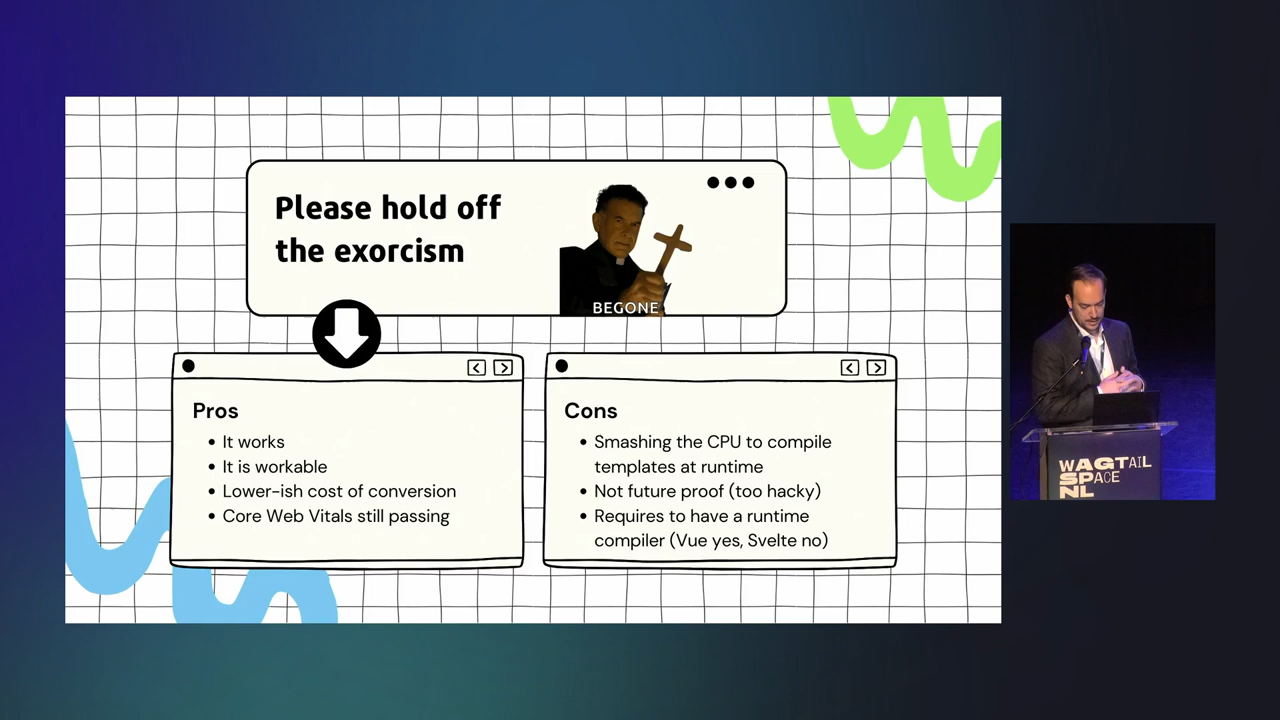 Please hold off
the exorcism
BEGONE
Pros
• It works
• It is workable
• Lower-ish cost of conversion
• Core Web Vitals still passing
Cons
• Smashing the CPU to compile
templates at runtime
• Not future proof (too hacky)
• Requires to have a runtime
compiler (Vue yes, Svelte no)
WAGTAIL
SPACE
NL